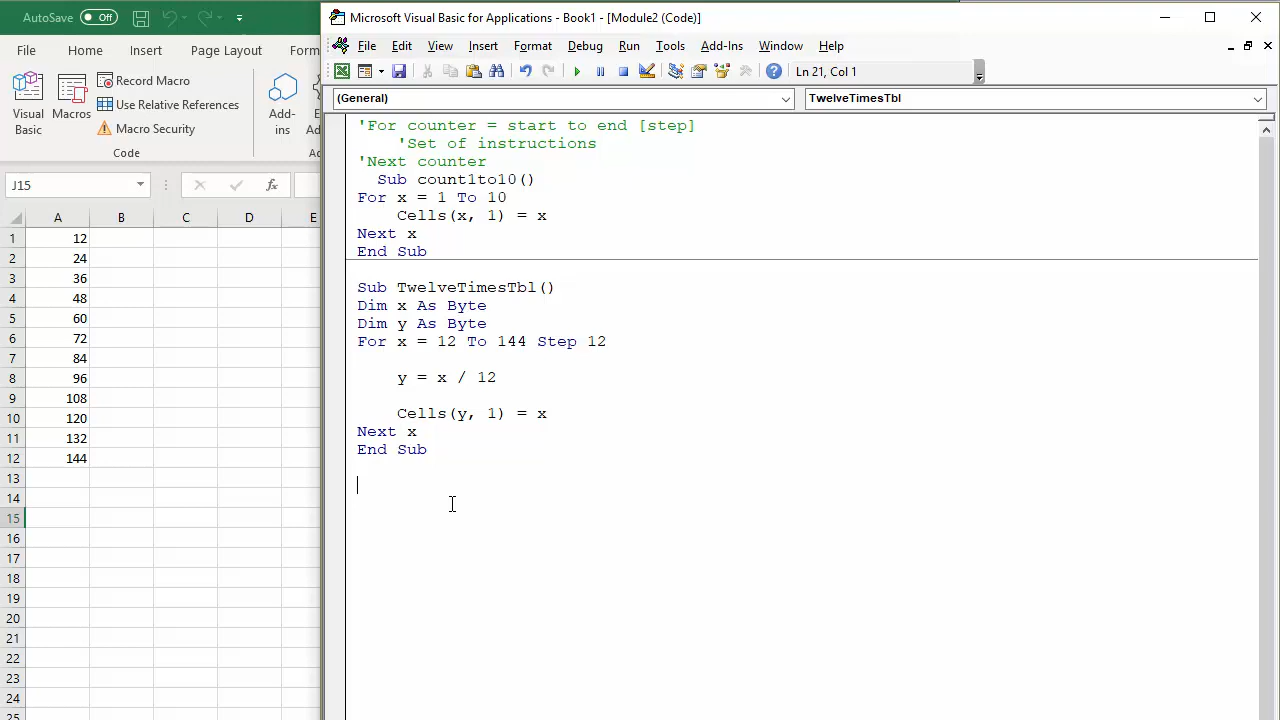 AutoSave Off
File Home Insert Page Layout Form
Visual Basic
Macros
Record Macro
Use Relative References
Macro Security
Code
Add-ins
J15
A B C D E
1 12
2 24
3 36
4 48
5 60
6 72
7 84
8 96
9 108
10 120
11 132
12 144
13
14
15
16
17
18
19
20
21
22
23
24
25
Microsoft Visual Basic for Applications - Book1 - [Module2 (Code)]
File Edit View Insert Format Debug Run Tools Add-Ins Window Help
Ln 21, Col 1
(General) TwelveTimesTbl
'For counter = start to end [step]
'Set of instructions
'Next counter
Sub count1to10()
For x = 1 To 10
Cells(x, 1) = x
Next x
End Sub
Sub TwelveTimesTbl()
Dim x As Byte
Dim y As Byte
For x = 12 To 144 Step 12
y = x / 12
Cells(y, 1) = x
Next x
End Sub